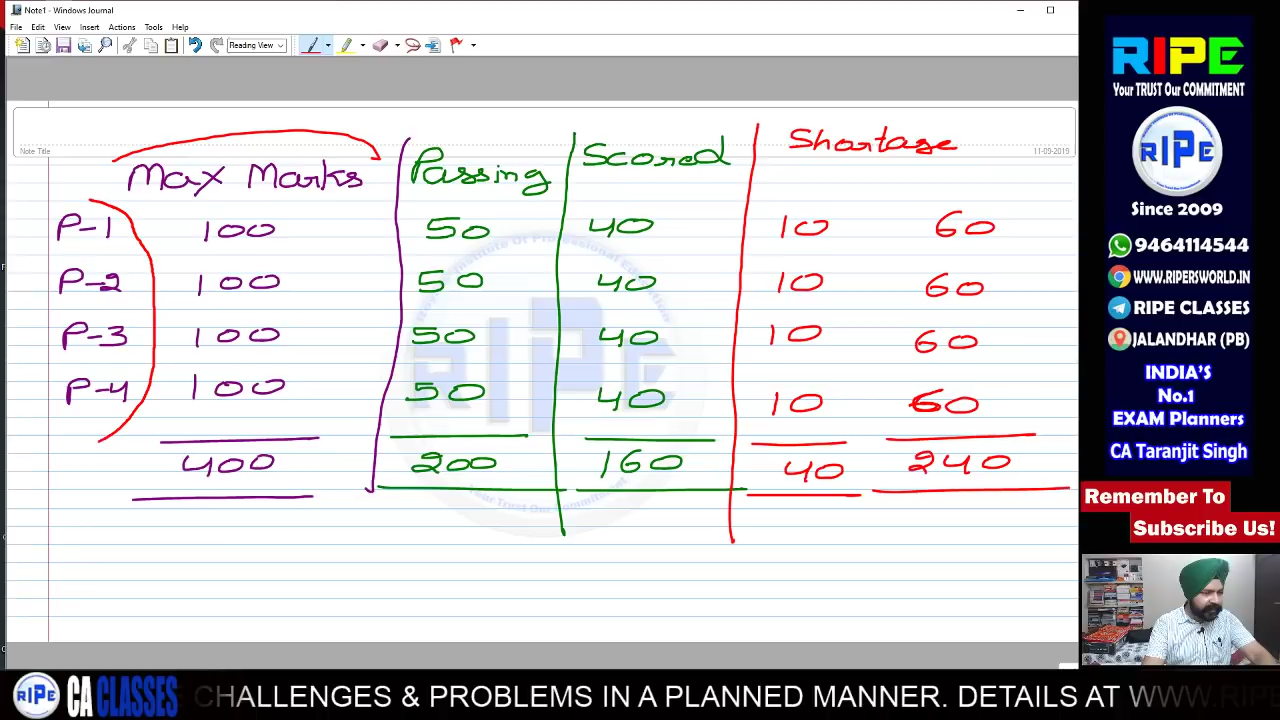 Note1 - Windows Journal
File Edit View Insert Actions Tools Help
Reading View
Note Title
11-09-2019
Max Marks Passing Scored Shortage
P-1 100 50 40 10 60
P-2 100 50 40 10 60
P-3 100 50 40 10 60
P-4 100 50 40 10 60
400 200 160 40 240
RIPE
Your TRUST Our COMMITMENT
RIPE
Since 2009
9464114544
WWW.RIPERSWORLD.IN
RIPE CLASSES
JALANDHAR (PB)
INDIA'S
No.1
EXAM Planners
CA Taranjit Singh
Remember To
Subscribe Us!
RIPE CA CLASSES CHALLENGES & PROBLEMS IN A PLANNED MANNER. DETAILS AT WWW.RIPE